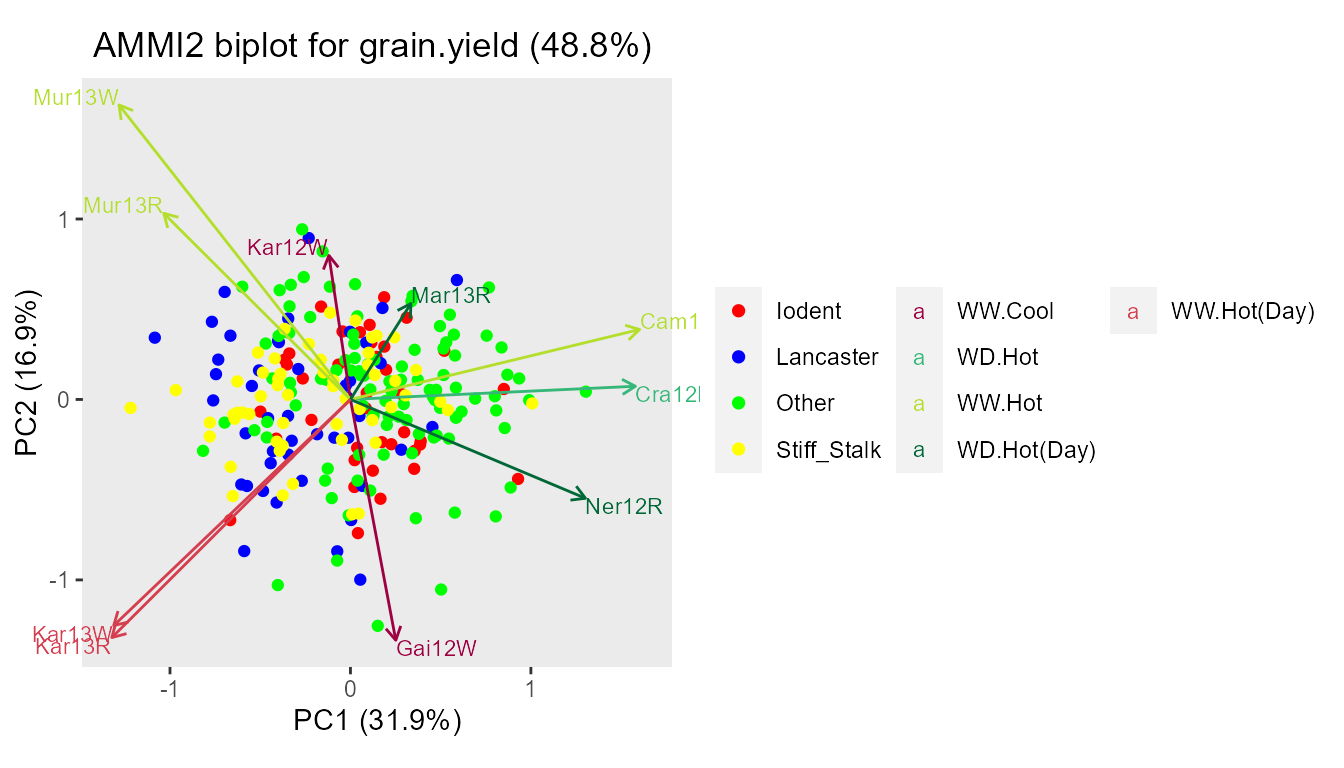 AMMI2 biplot for grain.yield (48.8%)
Mur13W
Mur13R
1
Kar12W
Mar13R
Cam1
PC2 (16.9%)
0
Cra12
Ner12R
-1
Kar13W
Kar13R
Gai12W
-1 0 1
PC1 (31.9%)
Iodent
Lancaster
Other
Stiff_Stalk
a WW.Cool
a WD.Hot
a WW.Hot
a WD.Hot(Day)
a WW.Hot(Day)